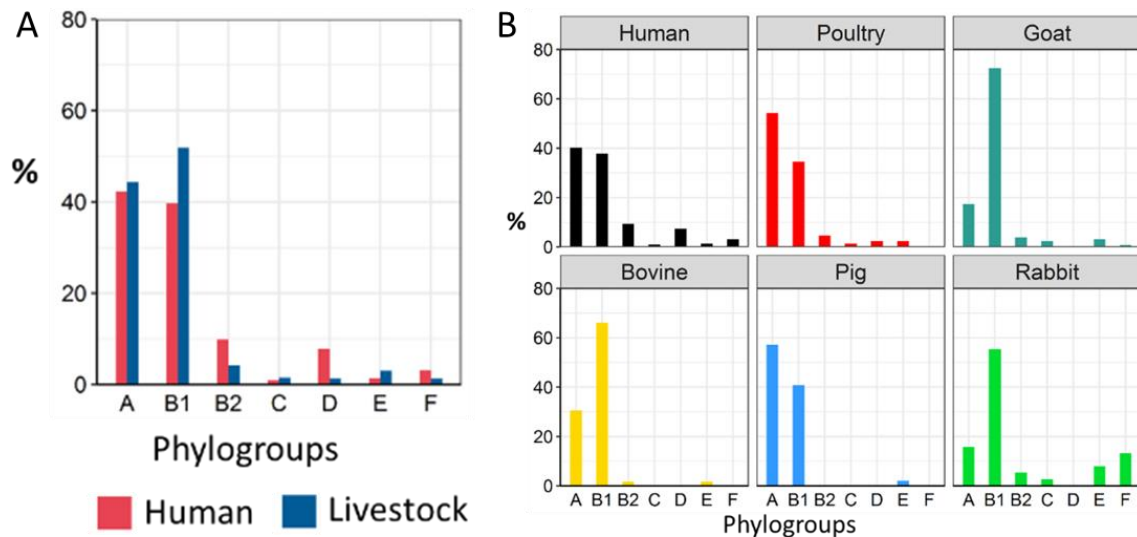 A
80
60
%
40
20
0
A B1 B2 C D E F
Phylogroups
Human Livestock
B
Human Poultry Goat
80
60
40
%
20
0
Bovine Pig Rabbit
80
60
40
20
0
A B1 B2 C D E F A B1 B2 C D E F A B1 B2 C D E F
Phylogroups